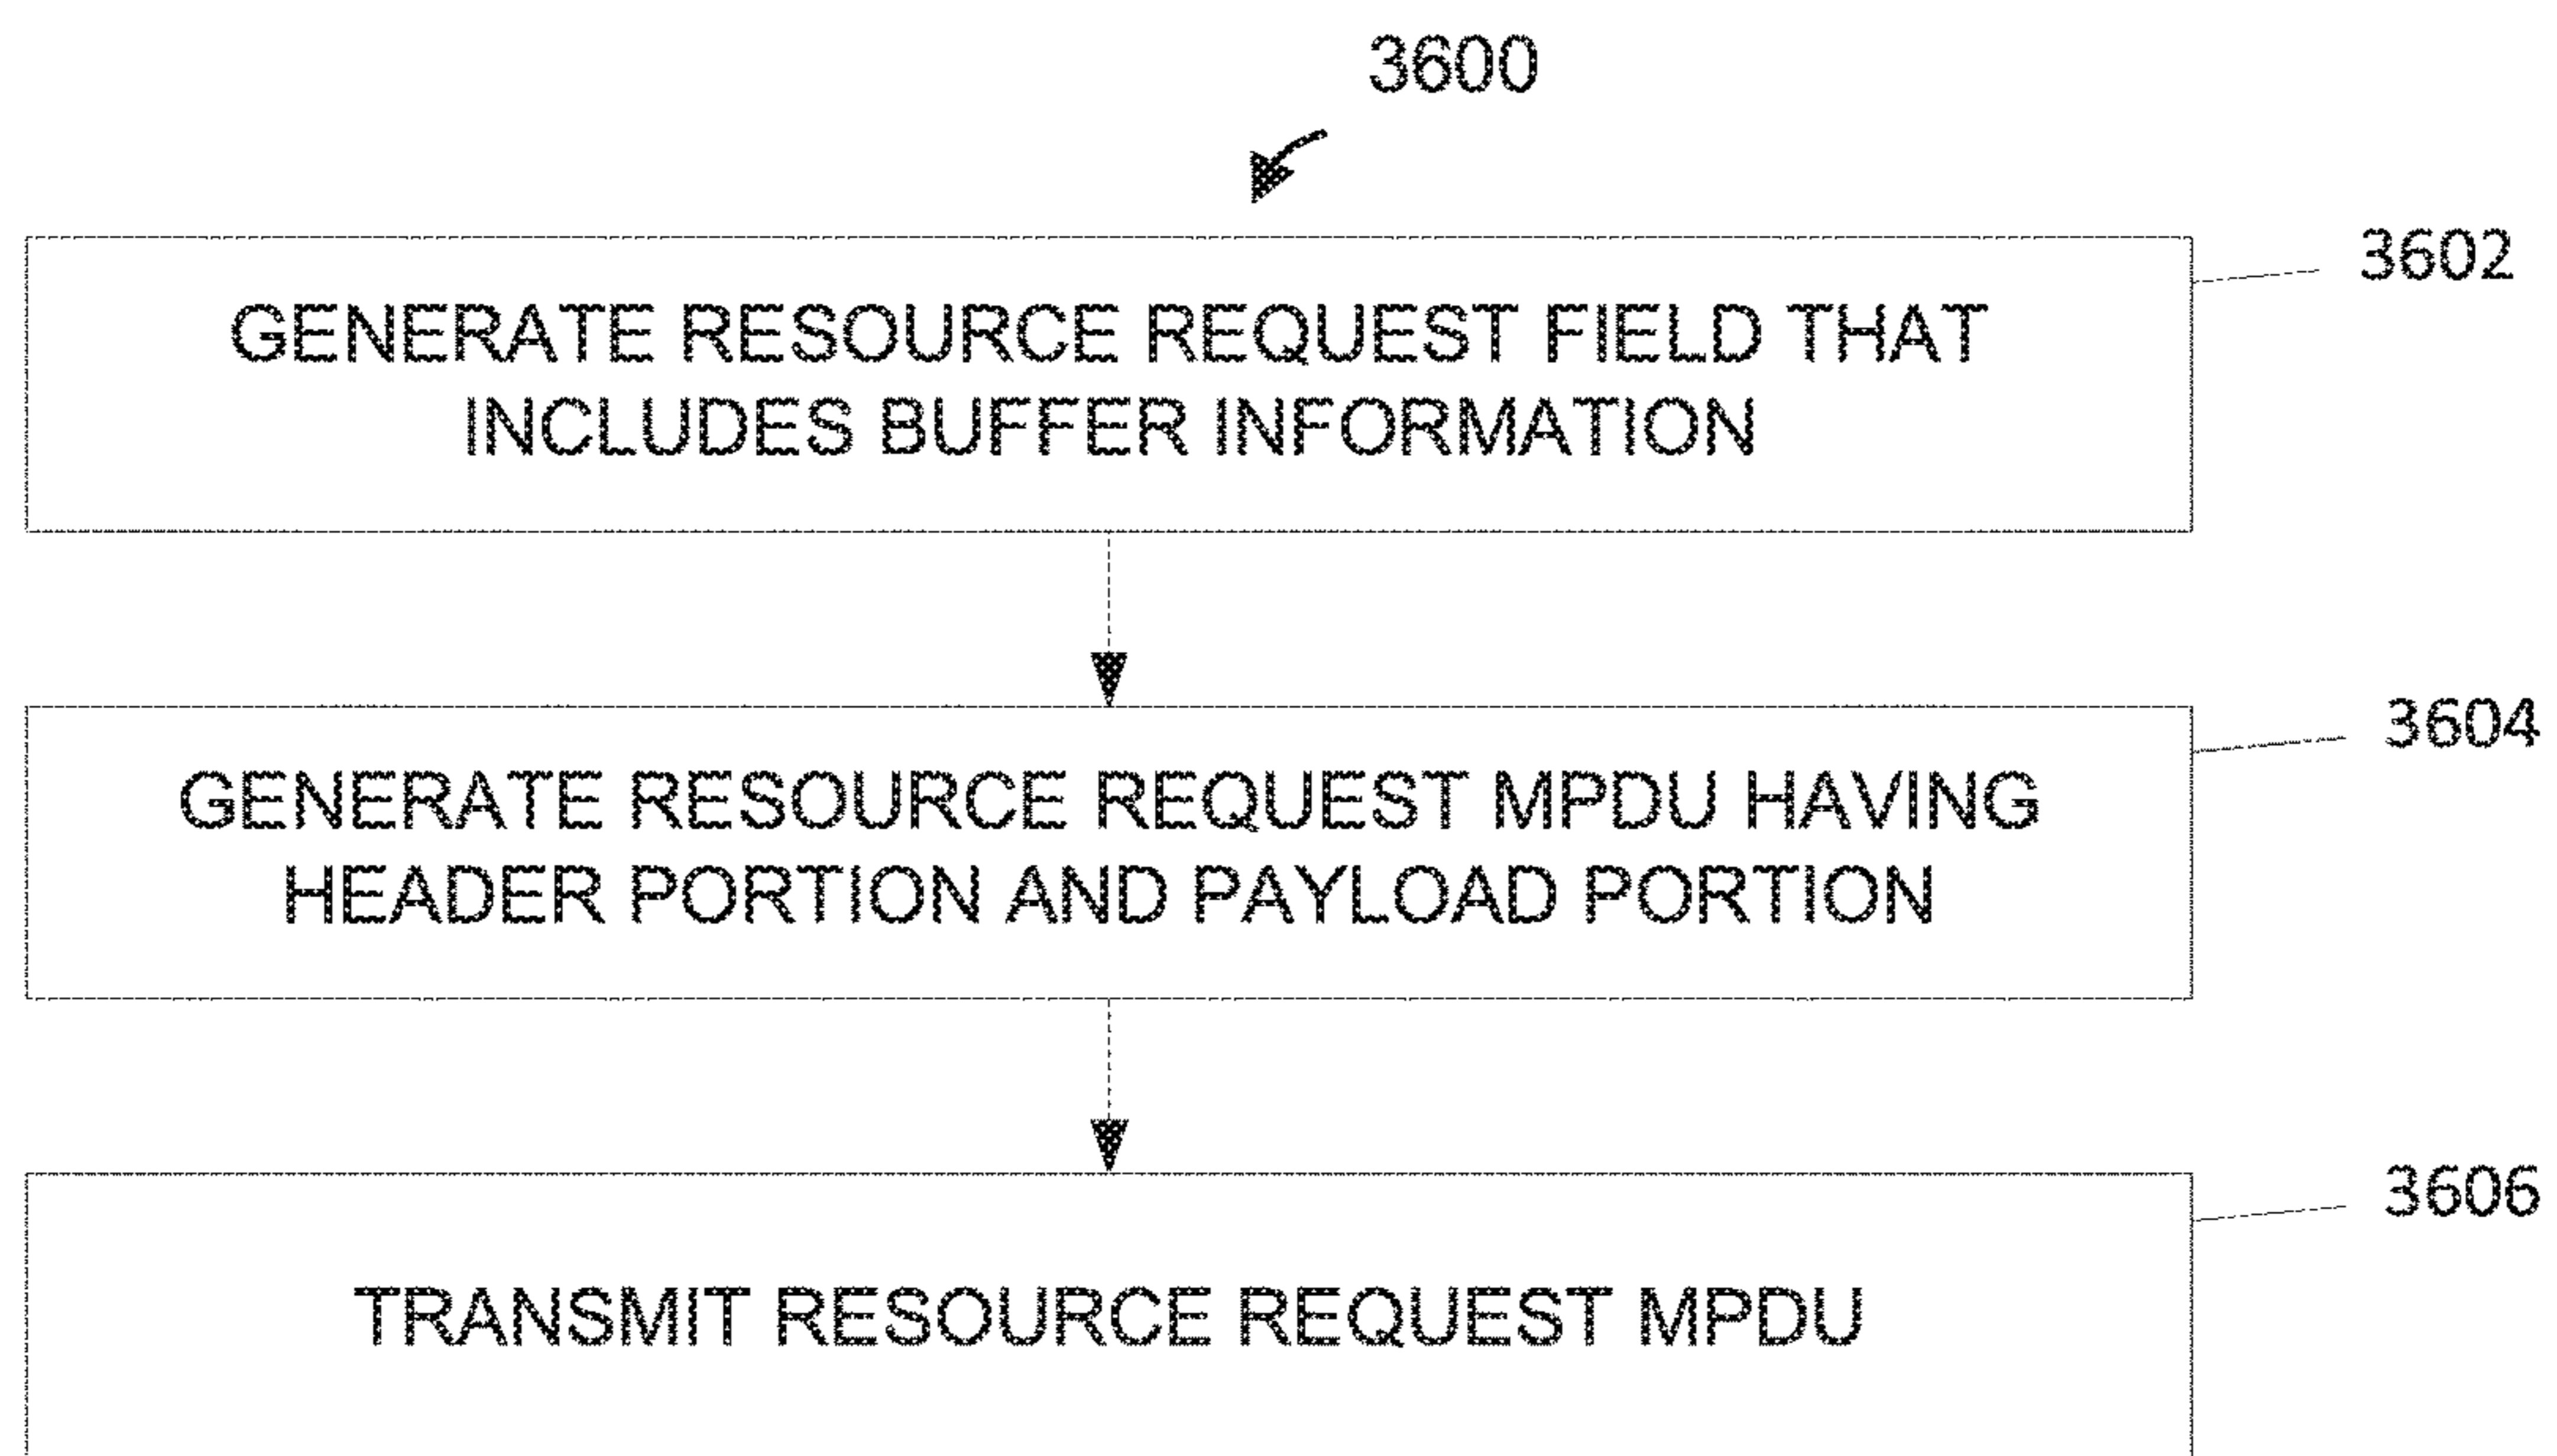 3600
3602
GENERATE RESOURCE REQUEST FIELD THAT
INCLUDES BUFFER INFORMATION
3604
GENERATE RESOURCE REQUEST MPDU HAVING
HEADER PORTION AND PAYLOAD PORTION
3606
TRANSMIT RESOURCE REQUEST MPDU